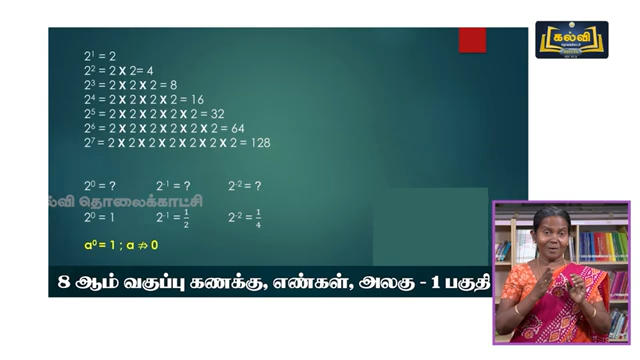 கல்வி
2¹ = 2
2² = 2 x 2= 4
2³ = 2 x 2 x 2 = 8
2⁴ = 2 x 2 x 2 x 2 = 16
2⁵ = 2 x 2 x 2 x 2 x 2 = 32
2⁶ = 2 x 2 x 2 x 2 x 2 x 2 = 64
2⁷ = 2 x 2 x 2 x 2 x 2 x 2 x 2 = 128
2⁰ = ? 2⁻¹ = ? 2⁻² = ?
ல்வி தொலைக்காட்சி
2⁰ = 1 2⁻¹ = 1/2 2⁻² = 1/4
a⁰ = 1 ; a ≯ 0
8 ஆம் வகுப்பு கணக்கு, எண்கள், அலகு - 1 பகுதி